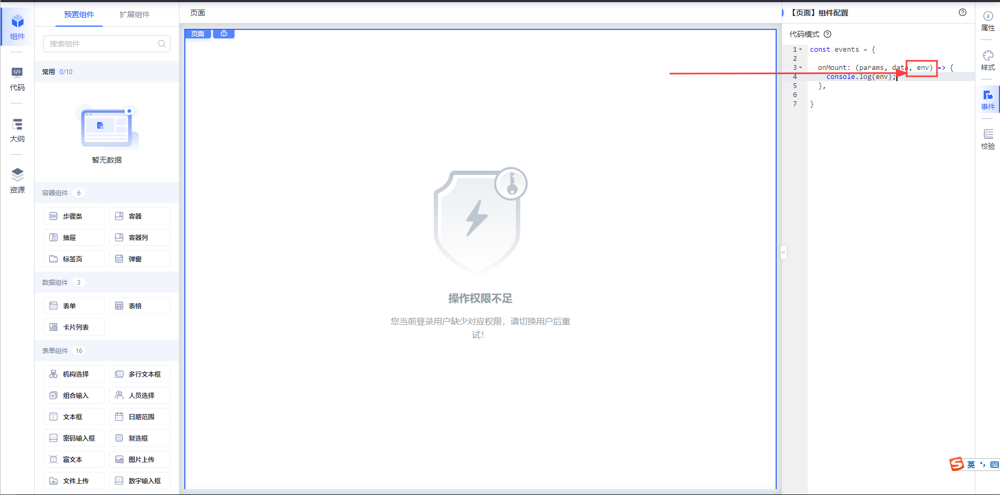 组件
代码
大纲
资源
预置组件
扩展组件
搜索组件
常用 0/10
暂无数据
容器组件 6
步骤条
容器
抽屉
容器列
标签页
弹窗
数据组件 3
表单
表格
卡片列表
表单组件 16
机构选择
多行文本框
组合输入
人员选择
文本框
日期范围
密码输入框
复选框
富文本
图片上传
文件上传
数字输入框
页面
页面
操作权限不足
您当前登录用户缺少对应权限，请切换用户后重
试！
【页面】组件配置
代码模式
1 const events = {
2
3 onMount: (params, data, env) => {
4 console.log(env);
5 },
6
7 }
属性
样式
事件
校验
英